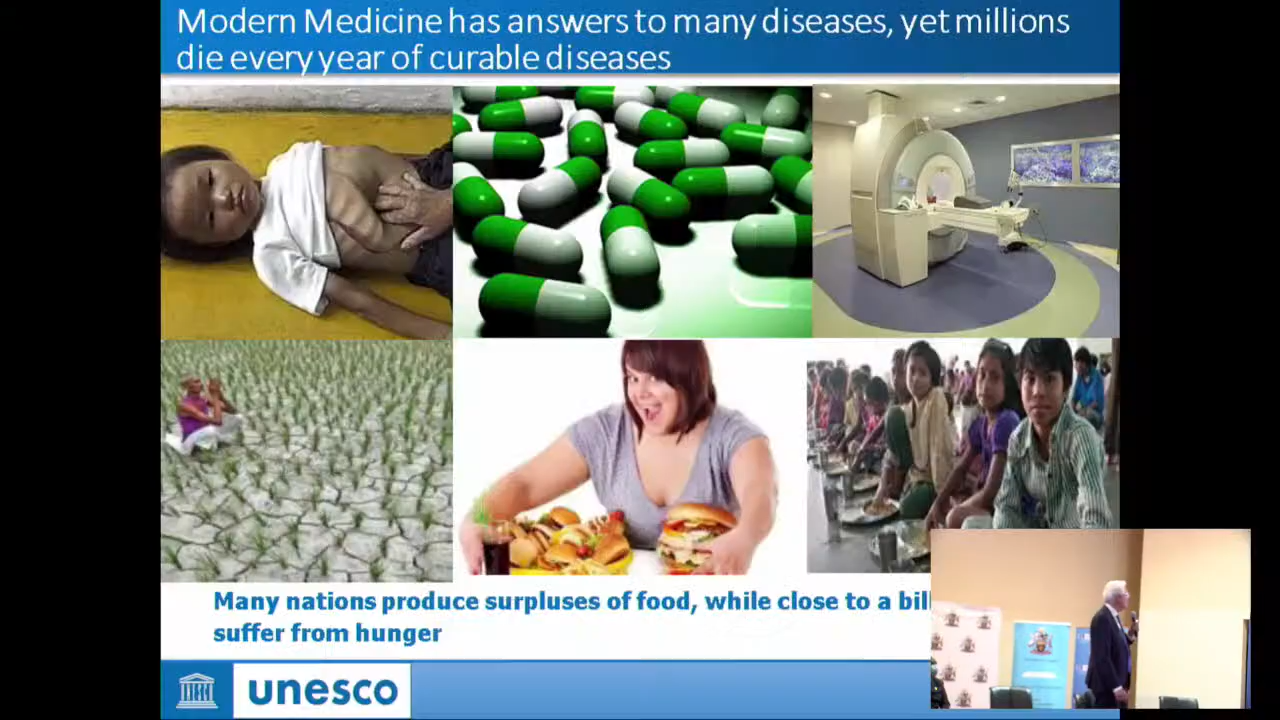 Modern Medicine has answers to many diseases, yet millions
die every year of curable diseases
Many nations produce surpluses of food, while close to a
suffer from hunger
unesco